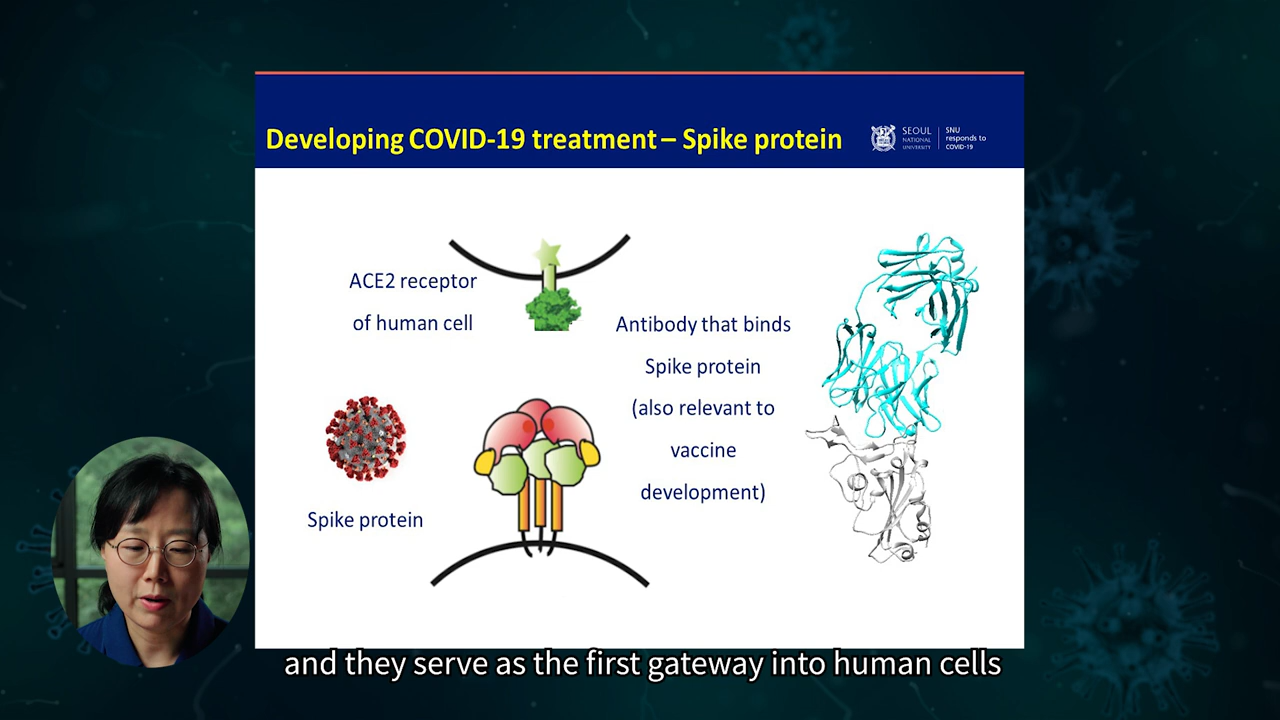 Developing COVID-19 treatment – Spike protein
SEOUL
NATIONAL
UNIVERSITY
SNU
responds to
COVID-19
ACE2 receptor
of human cell
Antibody that binds
Spike protein
(also relevant to
vaccine
development)
Spike protein
and they serve as the first gateway into human cells